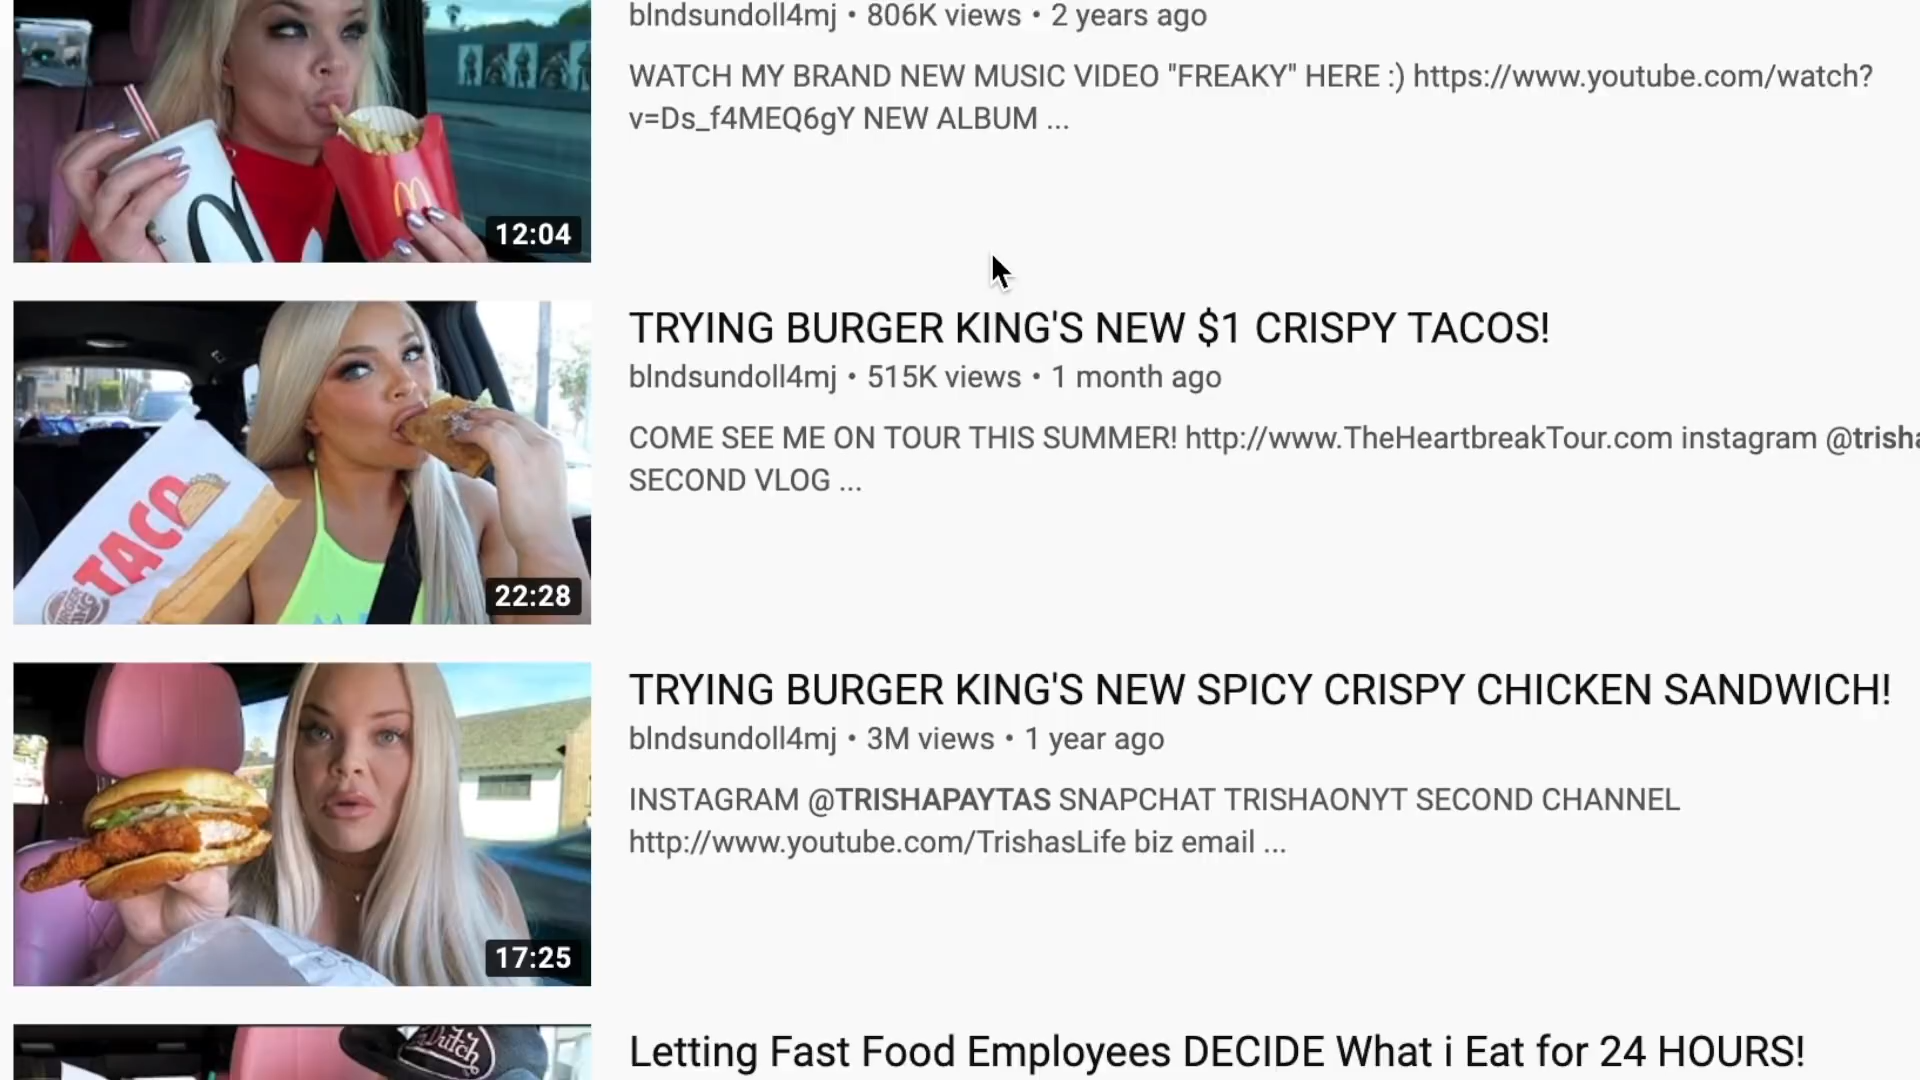 blndsundoll4mj • 806K views • 2 years ago
WATCH MY BRAND NEW MUSIC VIDEO "FREAKY" HERE :) https://www.youtube.com/watch?
v=Ds_f4MEQ6gY NEW ALBUM ...
12:04
TRYING BURGER KING'S NEW $1 CRISPY TACOS!
blndsundoll4mj • 515K views • 1 month ago
COME SEE ME ON TOUR THIS SUMMER! http://www.TheHeartbreakTour.com instagram @trisha
SECOND VLOG ...
TACO
BURGER
KING
22:28
TRYING BURGER KING'S NEW SPICY CRISPY CHICKEN SANDWICH!
blndsundoll4mj • 3M views • 1 year ago
INSTAGRAM @TRISHAPAYTAS SNAPCHAT TRISHAONYT SECOND CHANNEL
http://www.youtube.com/TrishasLife biz email ...
17:25
Letting Fast Food Employees DECIDE What i Eat for 24 HOURS!
Dutch